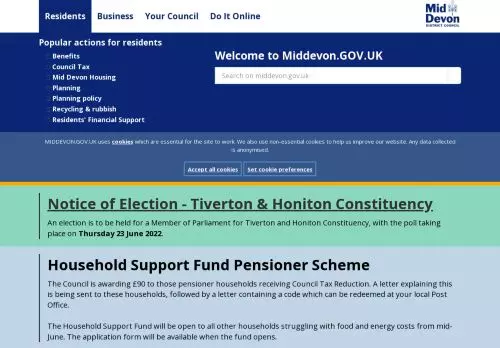 Residents Business Your Council Do It Online
Mid
Devon
DISTRICT COUNCIL
Popular actions for residents
Benefits
Council Tax
Mid Devon Housing
Planning
Planning policy
Recycling & rubbish
Residents' Financial Support
Welcome to Middevon.GOV.UK
Search on middevon.gov.uk
MIDDEVON.GOV.UK uses cookies which are essential for the site to work. We also use non-essential cookies to help us improve our website. Any data collected
is anonymised.
Accept all cookies Set cookie preferences
Notice of Election - Tiverton & Honiton Constituency
An election is to be held for a Member of Parliament for Tiverton and Honiton Constituency, with the poll taking
place on Thursday 23 June 2022.
Household Support Fund Pensioner Scheme
The Council is awarding £90 to those pensioner households receiving Council Tax Reduction. A letter explaining this
is being sent to these households, followed by a letter containing a code which can be redeemed at your local Post
Office.
The Household Support Fund will be open to all other households struggling with food and energy costs from mid-
June. The application form will be available when the fund opens.